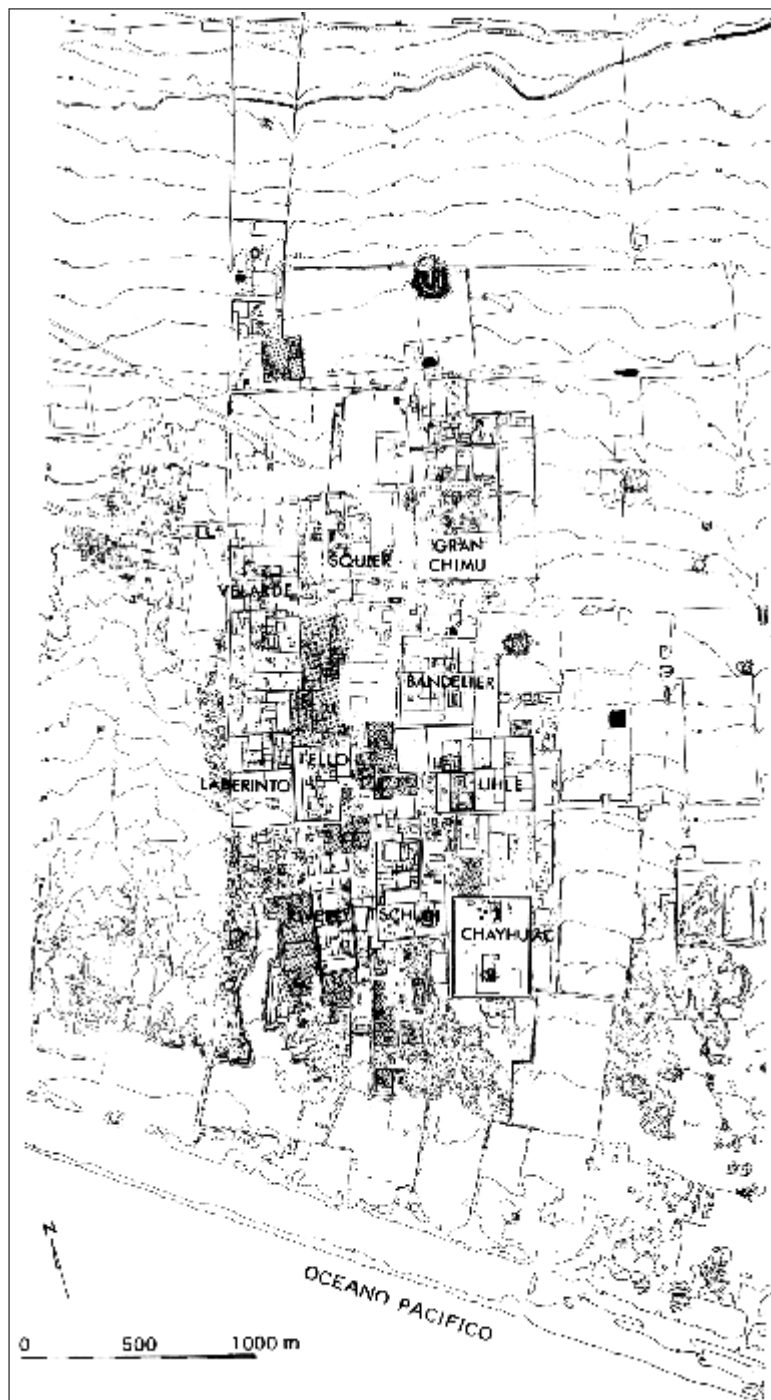 SQUIER
GRAN
CHIMU
VELARDE
BANDELIER
TELLO
LABERINTO
UHLE
RIVERO
TSCHUDI
CHAYHUAC
N
OCEANO PACIFICO
0 500 1000 m